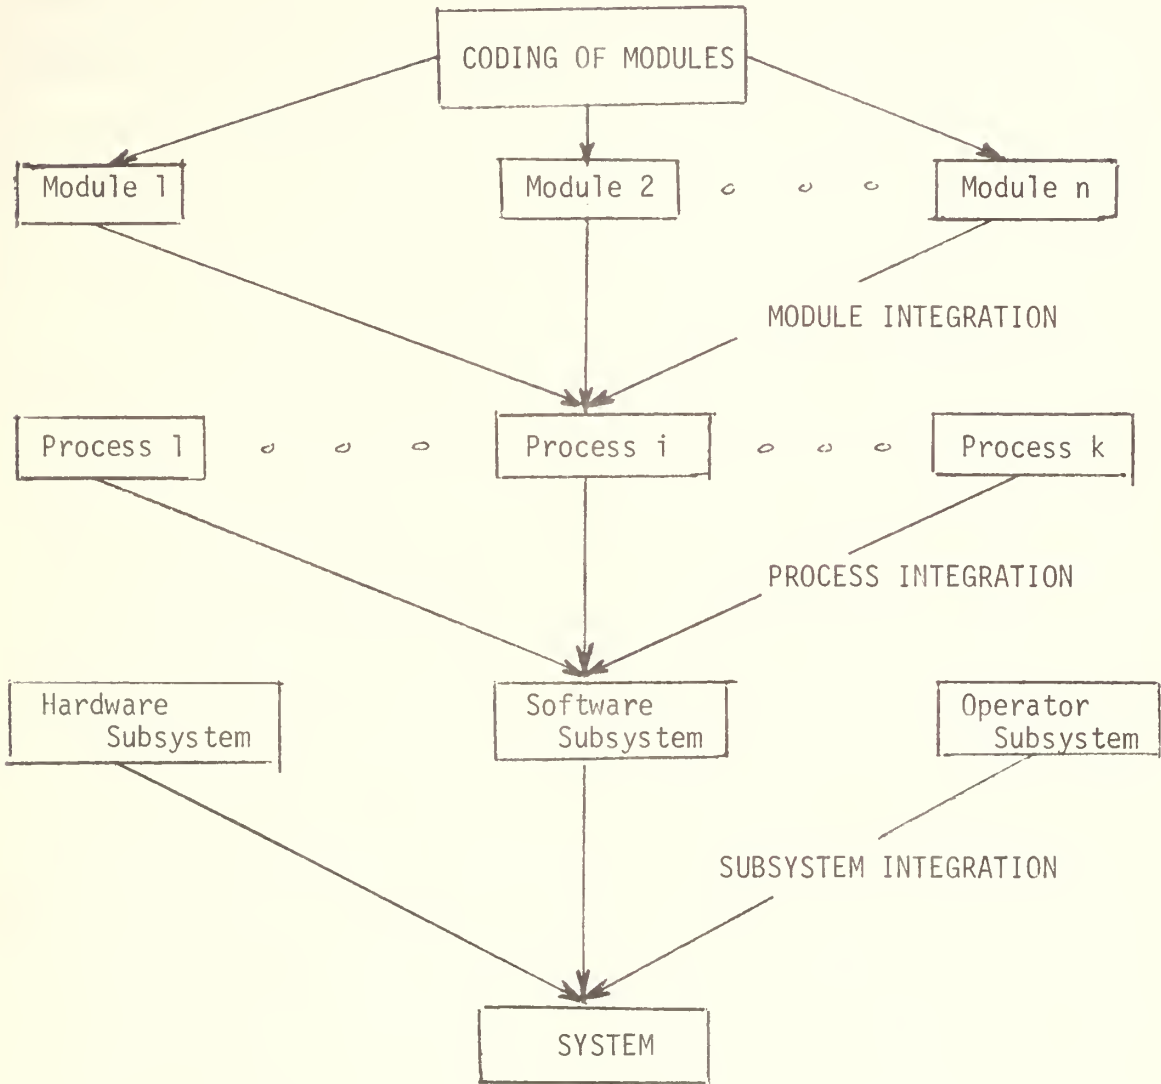 CODING OF MODULES
Module 1
Module 2
Module n
MODULE INTEGRATION
Process 1
Process i
Process k
PROCESS INTEGRATION
Hardware
Subsystem
Software
Subsystem
Operator
Subsystem
SUBSYSTEM INTEGRATION
SYSTEM